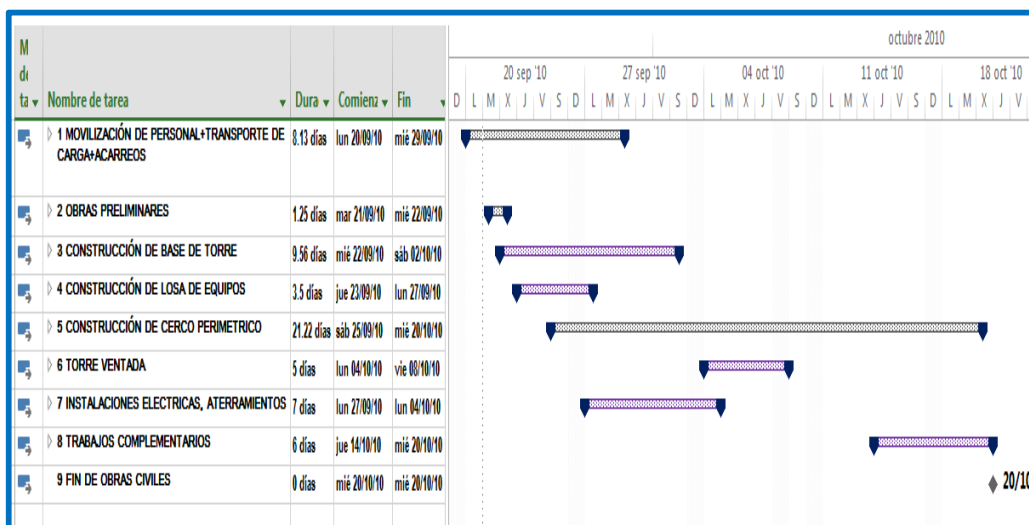 octubre 2010
M
de
ta Nombre de tarea Dura Comienz Fin
20 sep '10 27 sep '10 04 oct '10 11 oct '10 18 oct '10
D L M X J V S D L M X J V S D L M X J V S D L M X J V S D L M X J V
1 MOVILIZACIÓN DE PERSONAL+TRANSPORTE DE 8.13 días lun 20/09/10 mié 29/09/10
CARGA+ACARREOS
2 OBRAS PRELIMINARES 1.25 días mar 21/09/10 mié 22/09/10
3 CONSTRUCCIÓN DE BASE DE TORRE 9.56 días mié 22/09/10 sáb 02/10/10
4 CONSTRUCCIÓN DE LOSA DE EQUIPOS 3.5 días jue 23/09/10 lun 27/09/10
5 CONSTRUCCIÓN DE CERCO PERIMETRICO 21.22 días sáb 25/09/10 mié 20/10/10
6 TORRE VENTADA 5 días lun 04/10/10 vie 08/10/10
7 INSTALACIONES ELECTRICAS, ATERRAMIENTOS 7 días lun 27/09/10 lun 04/10/10
8 TRABAJOS COMPLEMENTARIOS 6 días jue 14/10/10 mié 20/10/10
9 FIN DE OBRAS CIVILES 0 días mié 20/10/10 mié 20/10/10
20/10